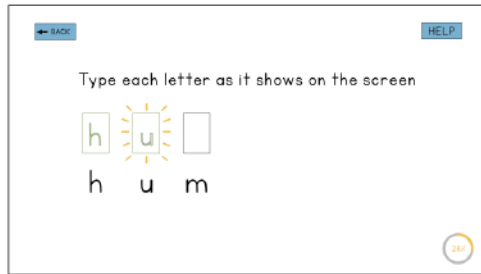 ← BACK
HELP
Type each letter as it shows on the screen
h u
h u m